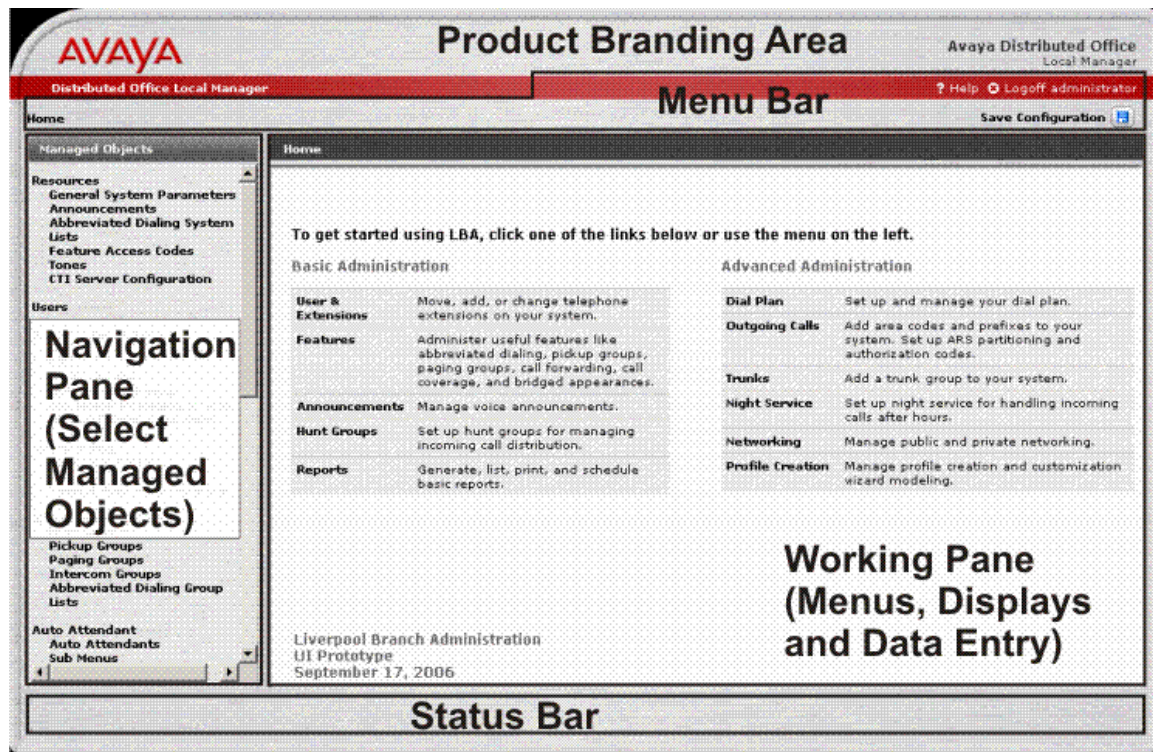 AVAYA
Product Branding Area
Avaya Distributed Office
Local Manager
Distributed Office Local Manager
? Help Logoff administrator
Menu Bar
Home
Save Configuration
Managed Objects
Resources
General System Parameters
Announcements
Abbreviated Dialing System
Lists
Feature Access Codes
Tones
CTI Server Configuration
Users
Navigation
Pane
(Select
Managed
Objects)
Pickup Groups
Paging Groups
Intercom Groups
Abbreviated Dialing Group
Lists
Auto Attendant
Auto Attendants
Sub Menus
Home
To get started using LBA, click one of the links below or use the menu on the left.
Basic Administration
User &
Extensions
Move, add, or change telephone
extensions on your system.
Features
Administer useful features like
abbreviated dialing, pickup groups,
paging groups, call forwarding, call
coverage, and bridged appearances.
Announcements
Manage voice announcements.
Hunt Groups
Set up hunt groups for managing
incoming call distribution.
Reports
Generate, list, print, and schedule
basic reports.
Advanced Administration
Dial Plan
Set up and manage your dial plan.
Outgoing Calls
Add area codes and prefixes to your
system. Set up ARS partitioning and
authorization codes.
Trunks
Add a trunk group to your system.
Night Service
Set up night service for handling incoming
calls after hours.
Networking
Manage public and private networking.
Profile Creation
Manage profile creation and customization
wizard modeling.
Working Pane
(Menus, Displays
and Data Entry)
Liverpool Branch Administration
UI Prototype
September 17, 2006
Status Bar